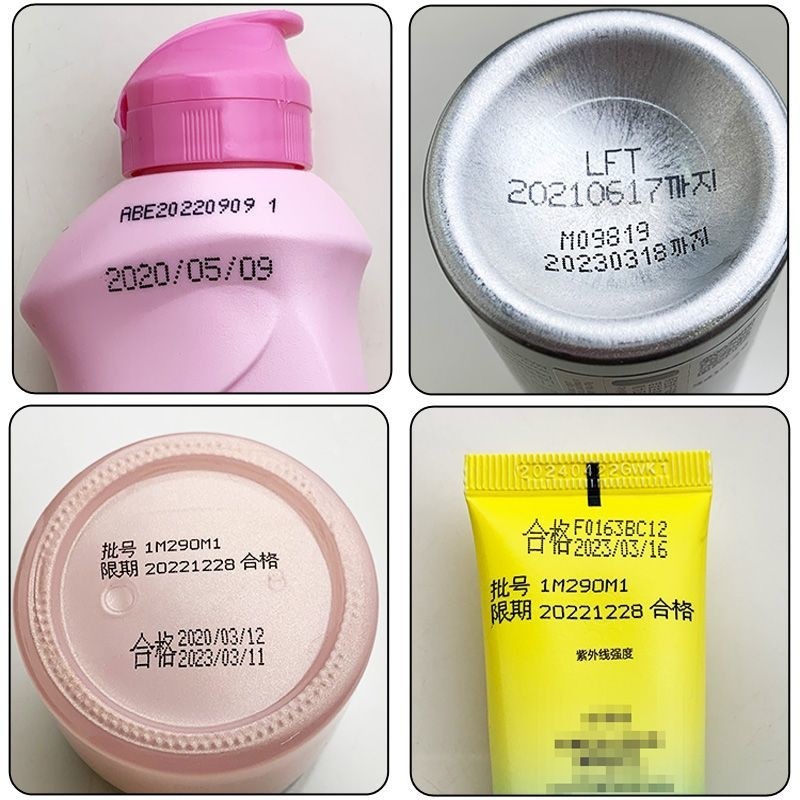 ABE20220909 1
2020/05/09
LFT
20210617까지
M09819
20230318까지
批号 1M290M1
限期 20221228 合格
合格 2020/03/12
2023/03/11
20240422GWK1
合格 F0163BC12
2023/03/16
批号 1M290M1
限期 20221228 合格
紫外线强度